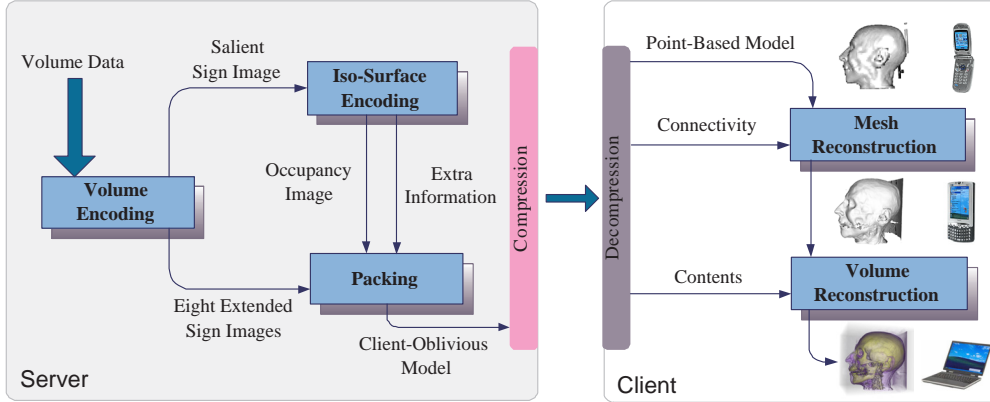 Volume Data
Salient
Sign Image
Iso-Surface
Encoding
Volume
Encoding
Occupancy
Image
Extra
Information
Packing
Eight Extended
Sign Images
Client-Oblivious
Model
Server
Compression
Decompression
Point-Based Model
Connectivity
Mesh
Reconstruction
Contents
Volume
Reconstruction
Client